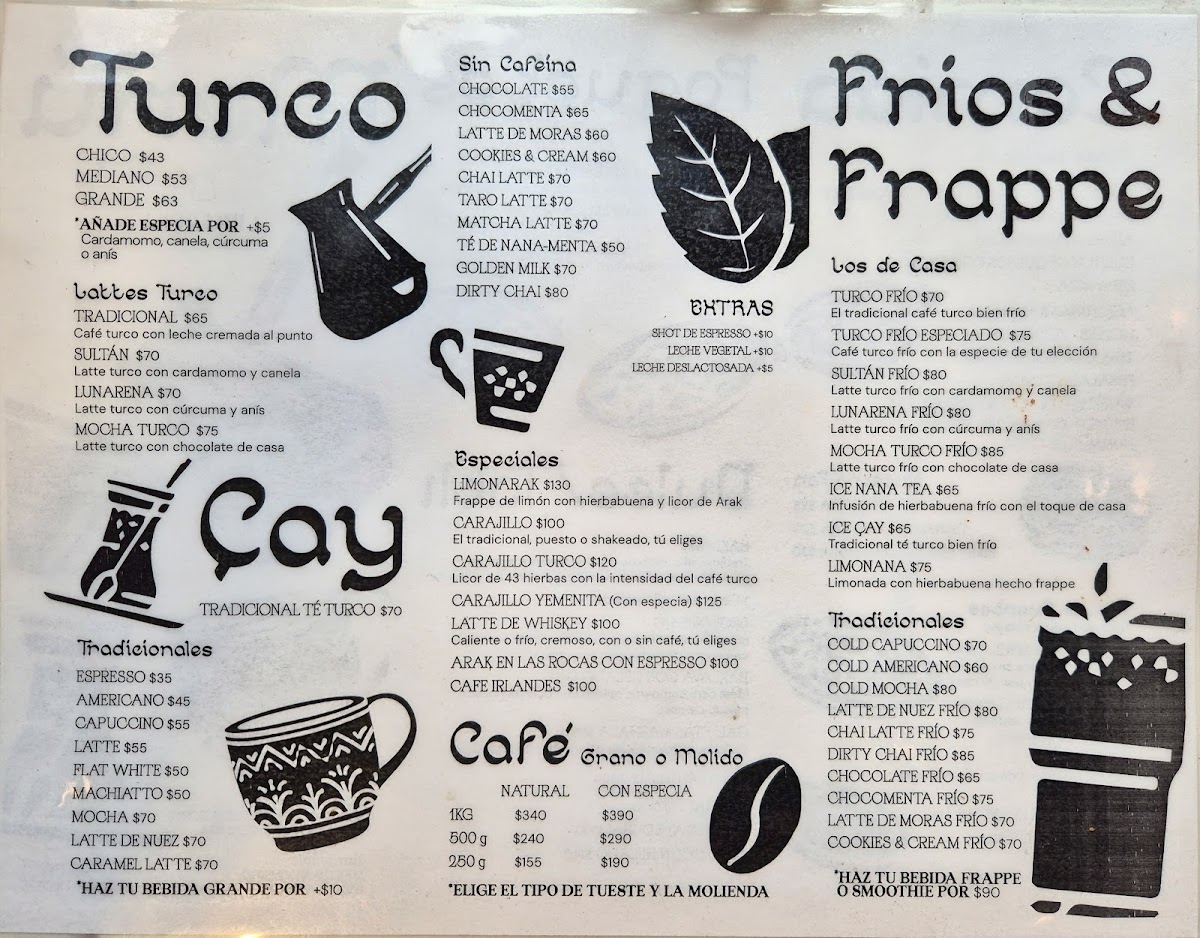 Turco
CHICO $43
MEDIANO $53
GRANDE $63
*AÑADE ESPECIA POR +$5
Cardamomo, canela, cúrcuma
o anís
Lattes Turco
TRADICIONAL $65
Café turco con leche cremada al punto
SULTÁN $70
Latte turco con cardamomo y canela
LUNARENA $70
Latte turco con cúrcuma y anís
MOCHA TURCO $75
Latte turco con chocolate de casa
Çay
TRADICIONAL TÉ TURCO $70
Tradicionales
ESPRESSO $35
AMERICANO $45
CAPUCCINO $55
LATTE $55
FLAT WHITE $50
MACHIATTO $50
MOCHA $70
LATTE DE NUEZ $70
CARAMEL LATTE $70
*HAZ TU BEBIDA GRANDE POR +$10
Sin Cafeína
CHOCOLATE $55
CHOCOMENTA $65
LATTE DE MORAS $60
COOKIES & CREAM $60
CHAI LATTE $70
TARO LATTE $70
MATCHA LATTE $70
TÉ DE NANA-MENTA $50
GOLDEN MILK $70
DIRTY CHAI $80
EXTRAS
SHOT DE ESPRESSO +$10
LECHE VEGETAL +$10
LECHE DESLACTOSADA +$5
Especiales
LIMONARAK $130
Frappe de limón con hierbabuena y licor de Arak
CARAJILLO $100
El tradicional, puesto o shakeado, tú eliges
CARAJILLO TURCO $120
Licor de 43 hierbas con la intensidad del café turco
CARAJILLO YEMENITA (Con especia) $125
LATTE DE WHISKEY $100
Caliente o frío, cremoso, con o sin café, tú eliges
ARAK EN LAS ROCAS CON ESPRESSO $100
CAFE IRLANDES $100
Café Grano o Molido
NATURAL CON ESPECIA
1KG $340 $390
500 g $240 $290
250 g $155 $190
*ELIGE EL TIPO DE TUESTE Y LA MOLIENDA
Fríos &
Frappe
Los de Casa
TURCO FRÍO $70
El tradicional café turco bien frío
TURCO FRÍO ESPECIADO $75
Café turco frío con la especie de tu elección
SULTÁN FRÍO $80
Latte turco frío con cardamomo y canela
LUNARENA FRÍO $80
Latte turco frío con cúrcuma y anís
MOCHA TURCO FRÍO $85
Latte turco frío con chocolate de casa
ICE NANA TEA $65
Infusión de hierbabuena frío con el toque de casa
ICE ÇAY $65
Tradicional té turco bien frío
LIMONANA $75
Limonada con hierbabuena hecho frappe
Tradicionales
COLD CAPUCCINO $70
COLD AMERICANO $60
COLD MOCHA $80
LATTE DE NUEZ FRÍO $80
CHAI LATTE FRÍO $75
DIRTY CHAI FRÍO $85
CHOCOLATE FRÍO $65
CHOCOMENTA FRÍO $75
LATTE DE MORAS FRÍO $70
COOKIES & CREAM FRÍO $70
*HAZ TU BEBIDA FRAPPE
O SMOOTHIE POR $90